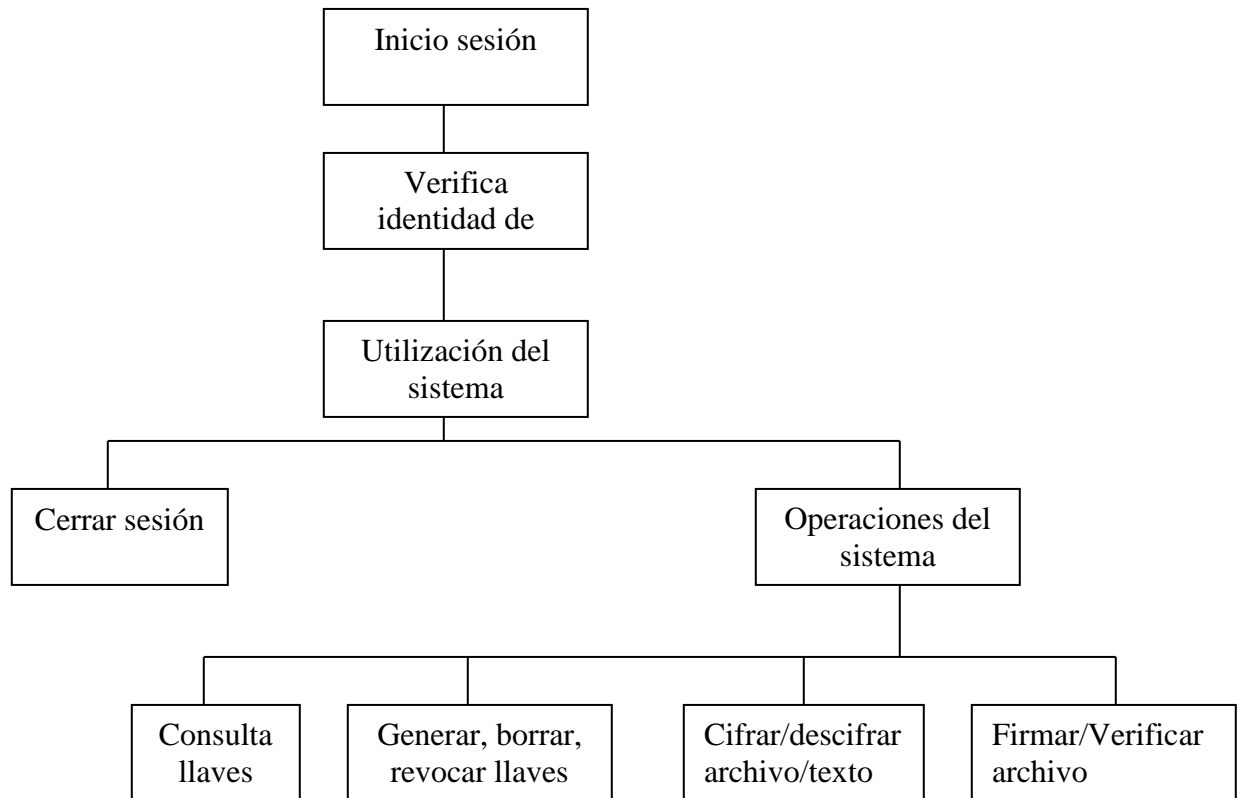 Inicio sesión
Verifica
identidad de
Utilización del
sistema
Cerrar sesión
Operaciones del
sistema
Consulta
llaves
Generar, borrar,
revocar llaves
Cifrar/descifrar
archivo/texto
Firmar/Verificar
archivo